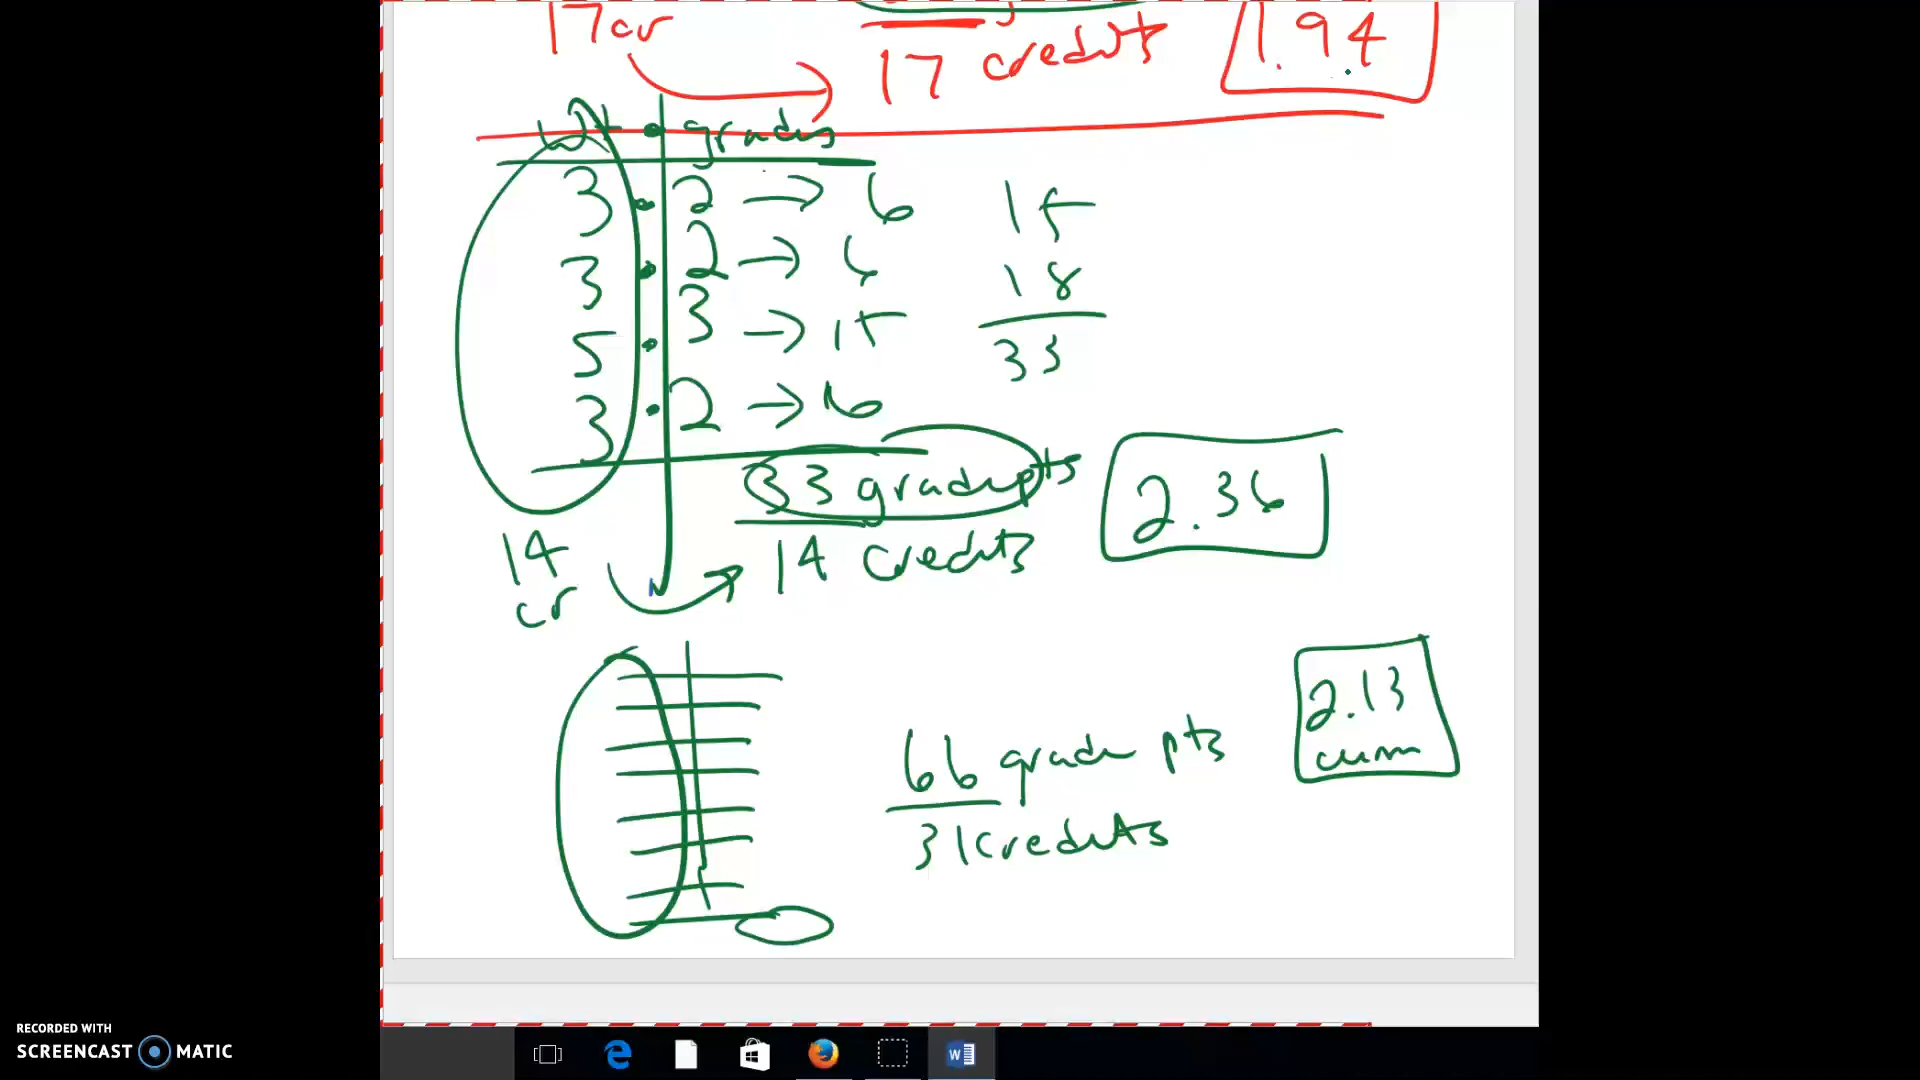 17cr
17 credits 1.94
wt • grades
3 • 2 → 6 15
3 • 2 → 6 18
5 • 3 → 15 33
3 • 2 → 6
33 grade pts 2.36
14 cr 14 credits
66 grade pts 2.13 cum
31 credits
RECORDED WITH
SCREENCAST MATIC